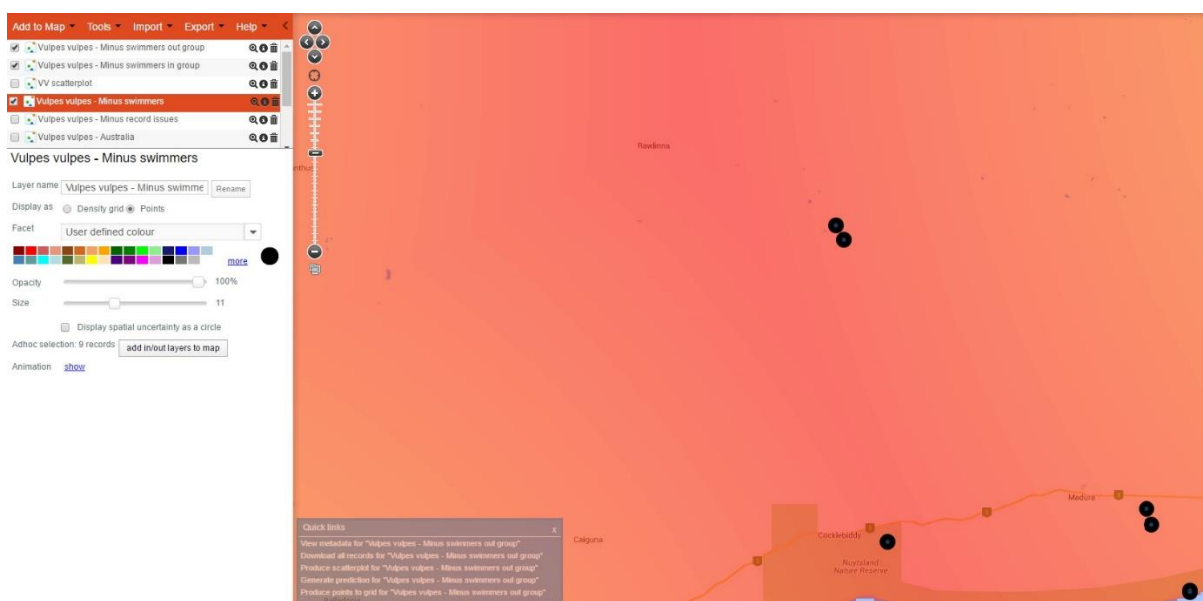 Add to Map Tools Import Export Help
Vulpes vulpes - Minus swimmers out group
Vulpes vulpes - Minus swimmers in group
VV scatterplot
Vulpes vulpes - Minus swimmers
Vulpes vulpes - Minus record issues
Vulpes vulpes - Australia
Vulpes vulpes - Minus swimmers
Layer name Vulpes vulpes - Minus swimme Rename
Display as Density grid Points
Facet User defined colour
more
Opacity 100%
Size 11
Display spatial uncertainty as a circle
Adhoc selection: 9 records add in/out layers to map
Animation show
Rawlinna
Madura
Cocklebiddy
Caiguna
Nuytsland
Nature Reserve
Quick links x
View metadata for "Vulpes vulpes - Minus swimmers out group"
Download all records for "Vulpes vulpes - Minus swimmers out group"
Produce scatterplot for "Vulpes vulpes - Minus swimmers out group"
Generate prediction for "Vulpes vulpes - Minus swimmers out group"
Produce points to grid for "Vulpes vulpes - Minus swimmers out group"